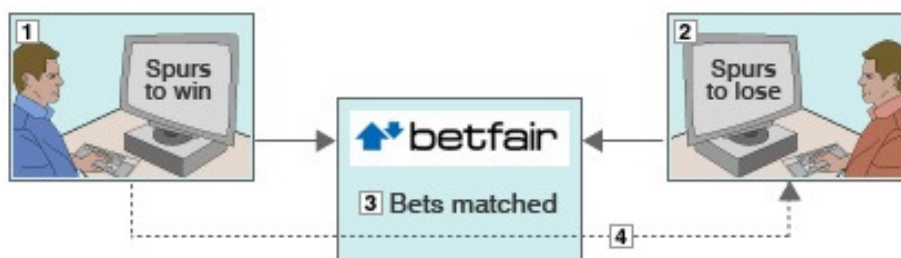 1
Spurs
to win
2
Spurs
to lose
betfair
3 Bets matched
4